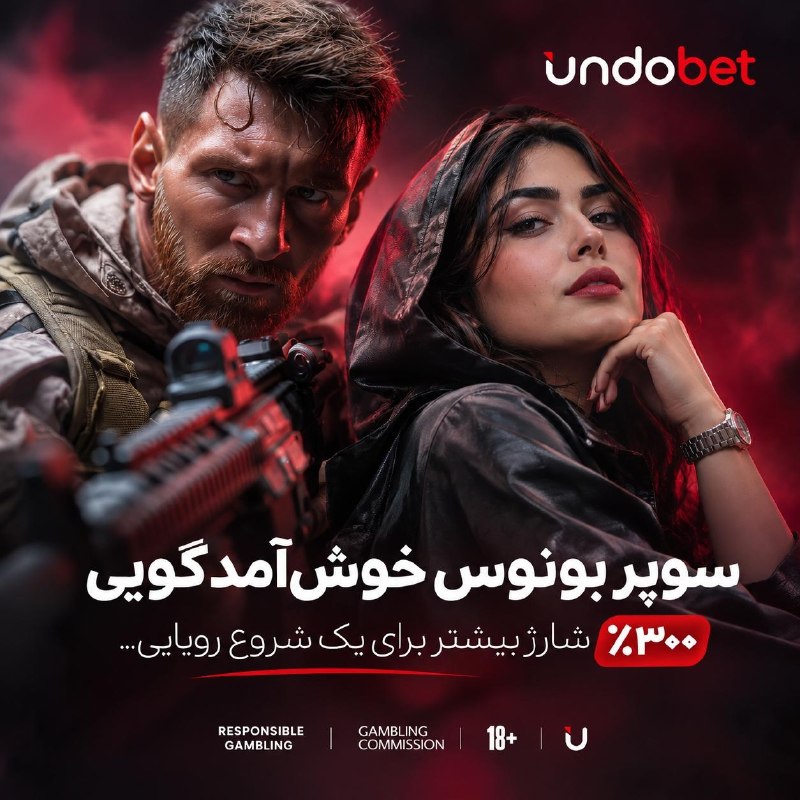 undobet
سوپر بونوس خوش‌آمدگویی
٪۳۰۰ شارژ بیشتر برای یک شروع رویایی...
RESPONSIBLE
GAMBLING
GAMBLING
COMMISSION
18+
U